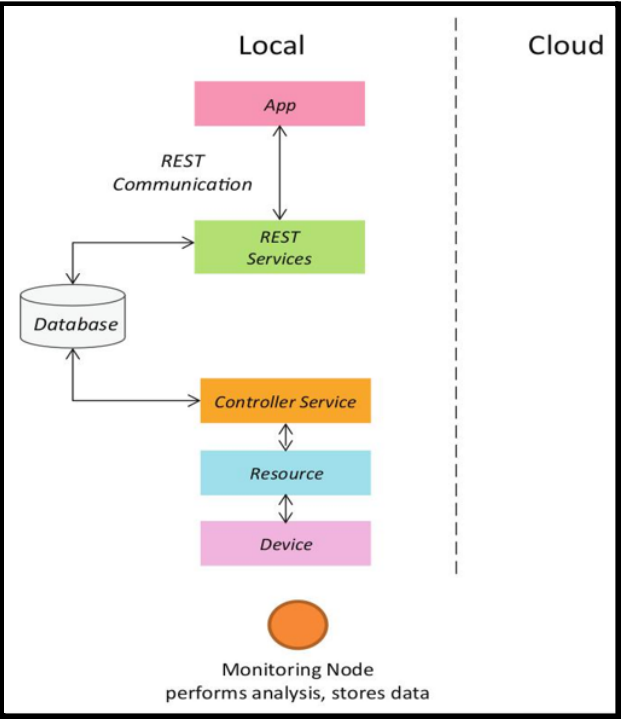 Local
Cloud
App
REST
Communication
REST
Services
Database
Controller Service
Resource
Device
Monitoring Node
performs analysis, stores data